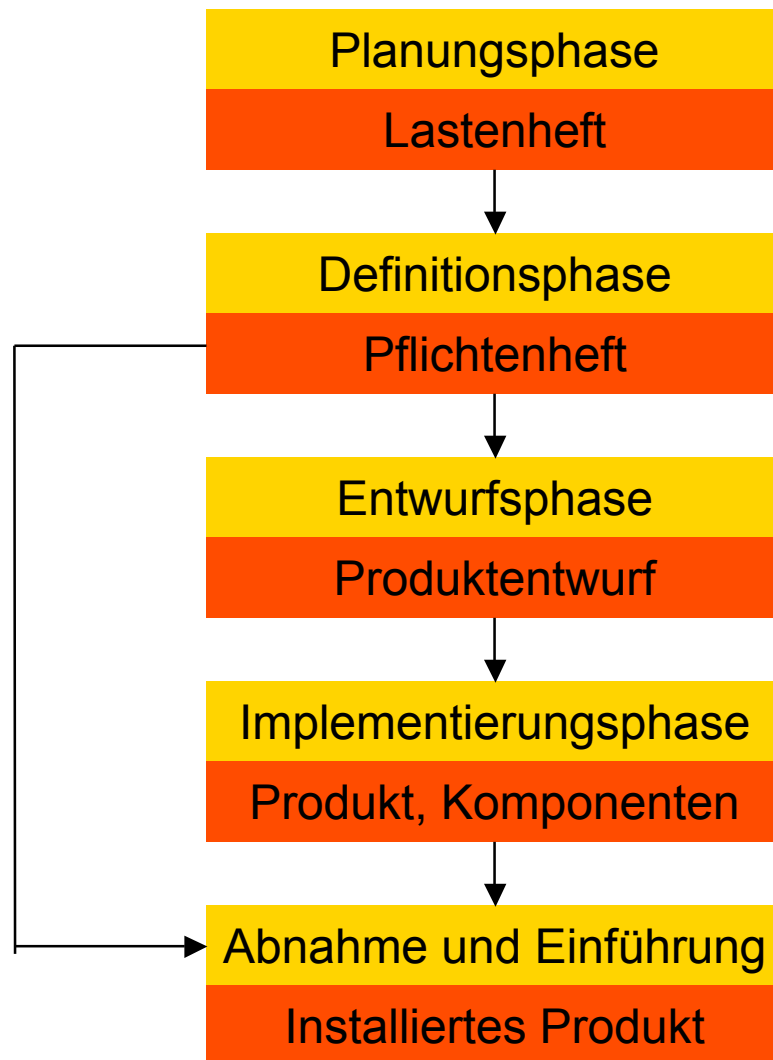 Planungsphase
Lastenheft
Definitionsphase
Pflichtenheft
Entwurfsphase
Produktentwurf
Implementierungsphase
Produkt, Komponenten
Abnahme und Einführung
Installiertes Produkt